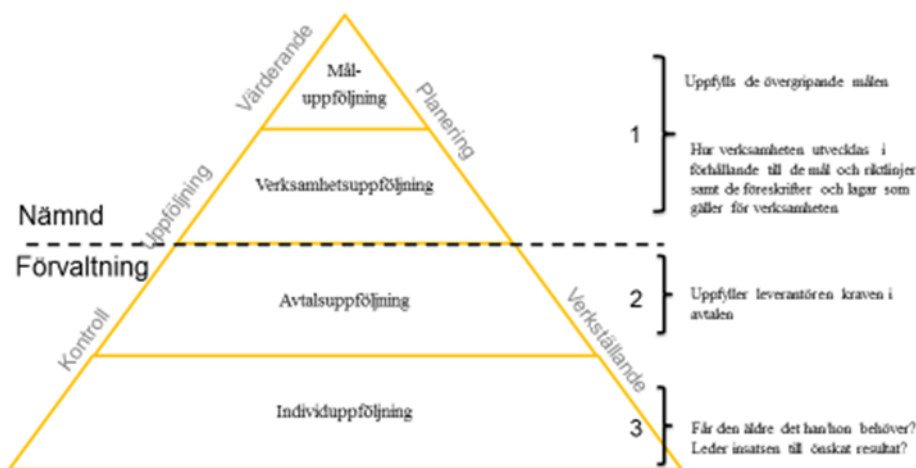 Värderande
Mål-
uppföljning
Planering
1
Uppfylls de övergripande målen
Hur verksamheten utvecklas i
förhållande till de mål och riktlinjer
samt de föreskrifter och lagar som
gäller för verksamheten
Verksamhetsuppföljning
Uppföljning
Nämnd
Förvaltning
Avtalsuppföljning
2
Uppfyller leverantören kraven i
avtalen
Kontroll
Verkställande
Individuppföljning
3
Får den äldre det han/hon behöver?
Leder insatsen till önskat resultat?